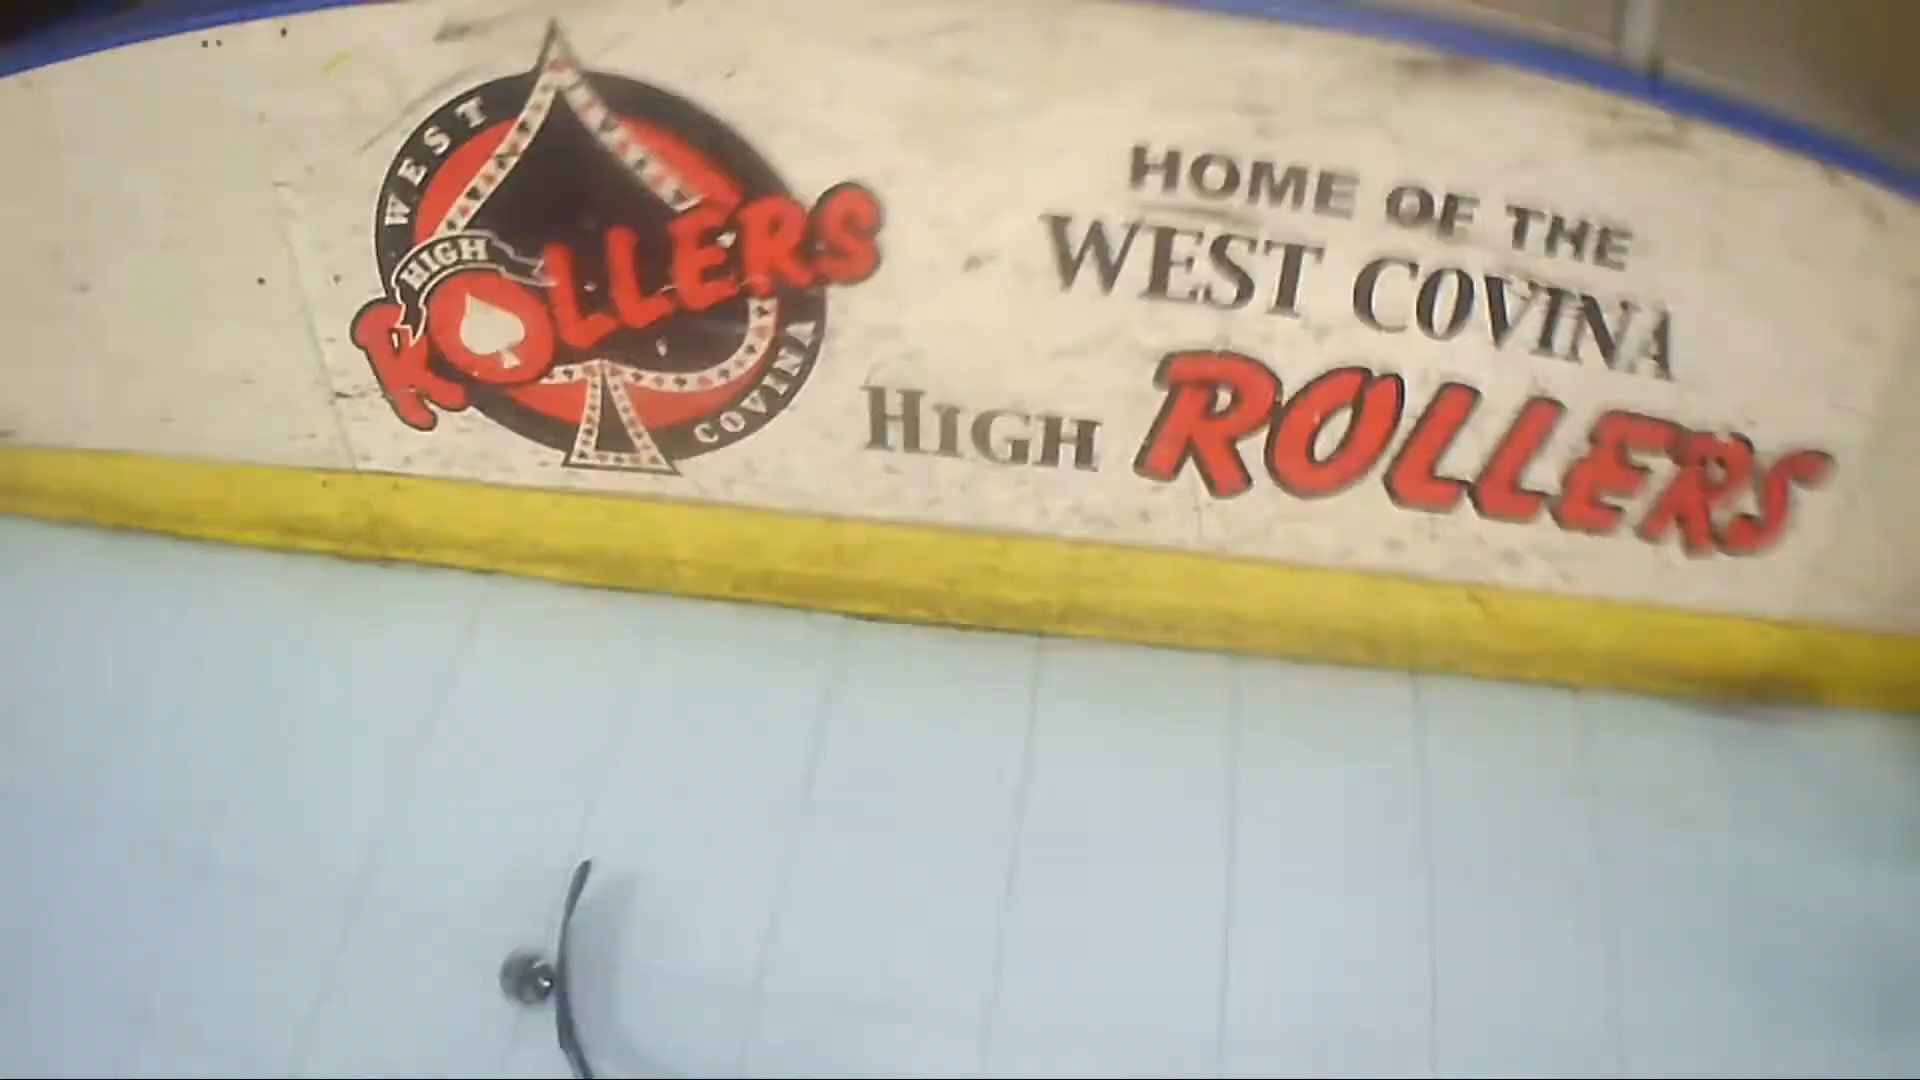 WEST
HIGH
ROLLERS
COVINA
HOME OF THE
WEST COVINA
HIGH ROLLERS